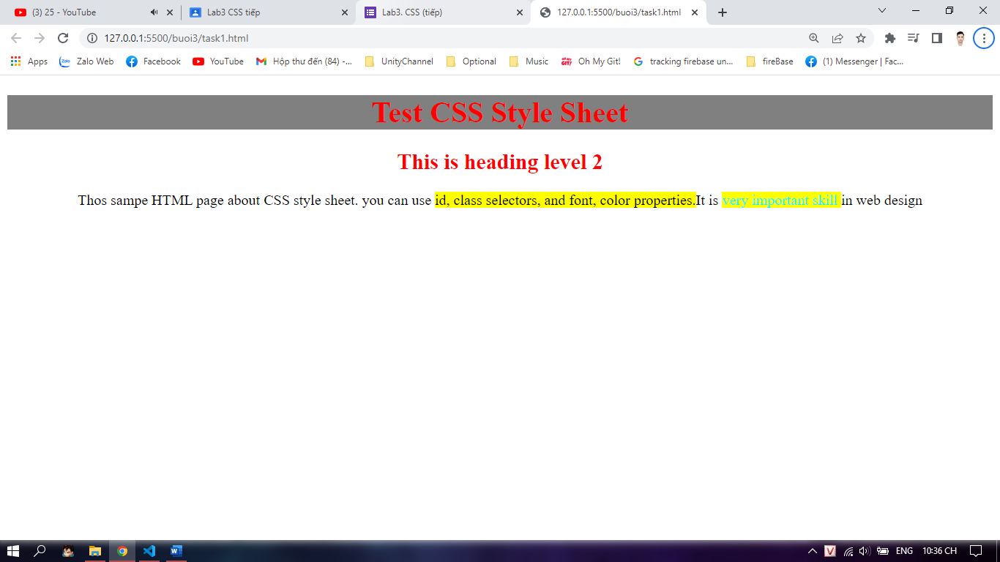 (3) 25 - YouTube
Lab3 CSS tiếp
Lab3. CSS (tiếp)
127.0.0.1:5500/buoi3/task1.html
127.0.0.1:5500/buoi3/task1.html
Apps
Zalo
Zalo Web
Facebook
YouTube
Hộp thư đến (84) -...
UnityChannel
Optional
Music
OH MY GIT!
Oh My Git!
G
tracking firebase un...
fireBase
(1) Messenger | Fac...
Test CSS Style Sheet
This is heading level 2
Thos sampe HTML page about CSS style sheet. you can use id, class selectors, and font, color properties.It is very important skill in web design
W
V
ENG
10:36 CH